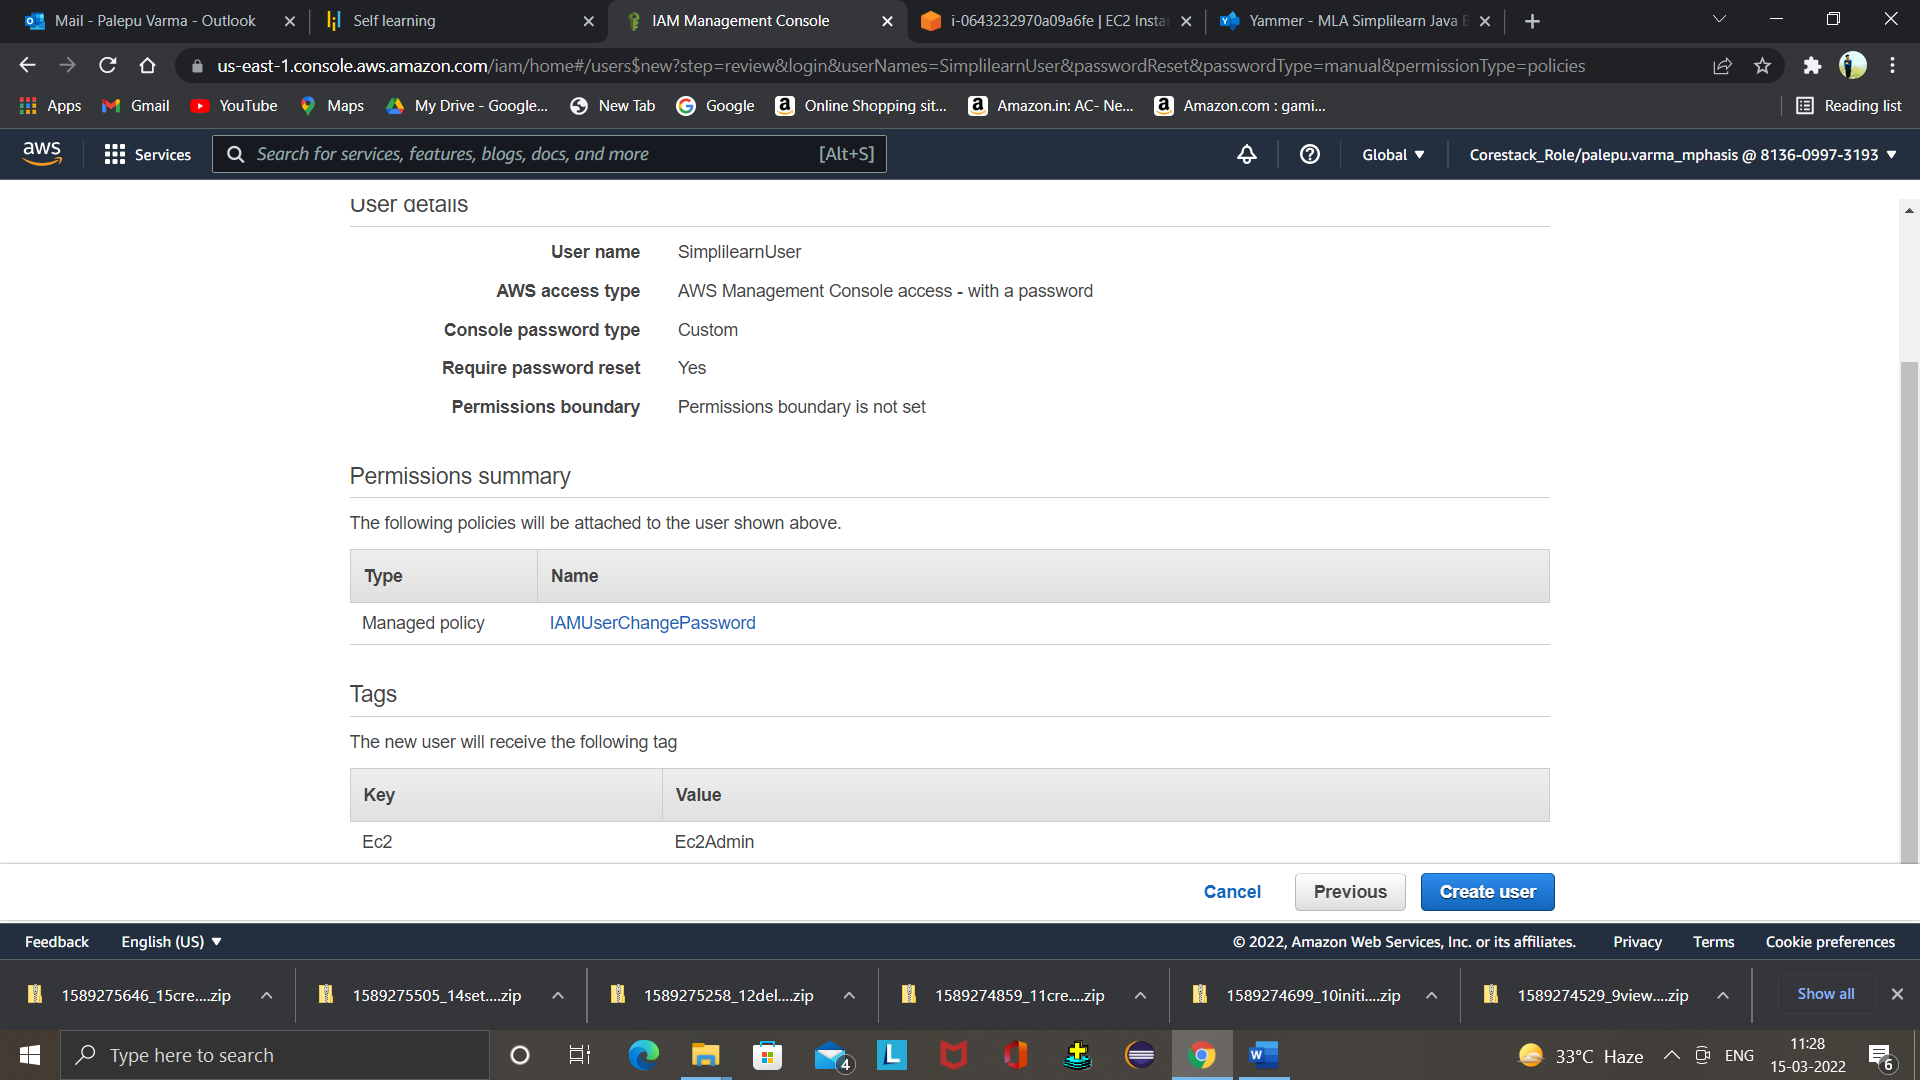 Mail - Palepu Varma - Outlook
Self learning
IAM Management Console
i-0643232970a09a6fe | EC2 Insta
Yammer - MLA Simplilearn Java B
us-east-1.console.aws.amazon.com/iam/home#/users$new?step=review&login&userNames=SimplilearnUser&passwordReset&passwordType=manual&permissionType=policies
Apps
Gmail
YouTube
Maps
My Drive - Google...
New Tab
Google
Online Shopping sit...
Amazon.in: AC- Ne...
Amazon.com : gami...
Reading list
aws
Services
Search for services, features, blogs, docs, and more
[Alt+S]
Global
Corestack_Role/palepu.varma_mphasis @ 8136-0997-3193
User details
User name SimplilearnUser
AWS access type AWS Management Console access - with a password
Console password type Custom
Require password reset Yes
Permissions boundary Permissions boundary is not set
Permissions summary
The following policies will be attached to the user shown above.
Type Name
Managed policy IAMUserChangePassword
Tags
The new user will receive the following tag
Key Value
Ec2 Ec2Admin
Cancel
Previous
Create user
Feedback
English (US)
© 2022, Amazon Web Services, Inc. or its affiliates.
Privacy
Terms
Cookie preferences
1589275646_15cre....zip
1589275505_14set....zip
1589275258_12del....zip
1589274859_11cre....zip
1589274699_10initi....zip
1589274529_9view....zip
Show all
Type here to search
4
L
W
33°C Haze
ENG
11:28
15-03-2022
6